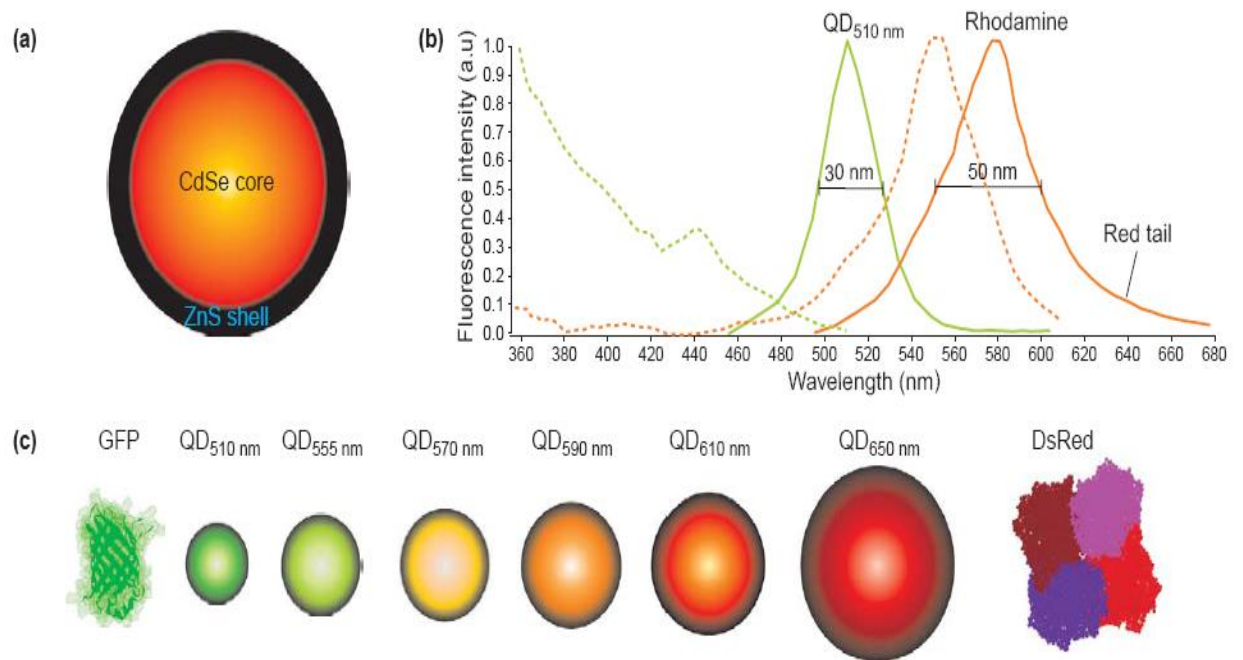 (a)
CdSe core
ZnS shell
(b)
QD510 nm
Rhodamine
Fluorescence intensity (a.u)
1.0
0.9
0.8
0.7
0.6
0.5
0.4
0.3
0.2
0.1
0.0
30 nm
50 nm
Red tail
360 380 400 420 440 460 480 500 520 540 560 580 600 620 640 660 680
Wavelength (nm)
(c)
GFP QD510 nm QD555 nm QD570 nm QD590 nm QD610 nm QD650 nm DsRed